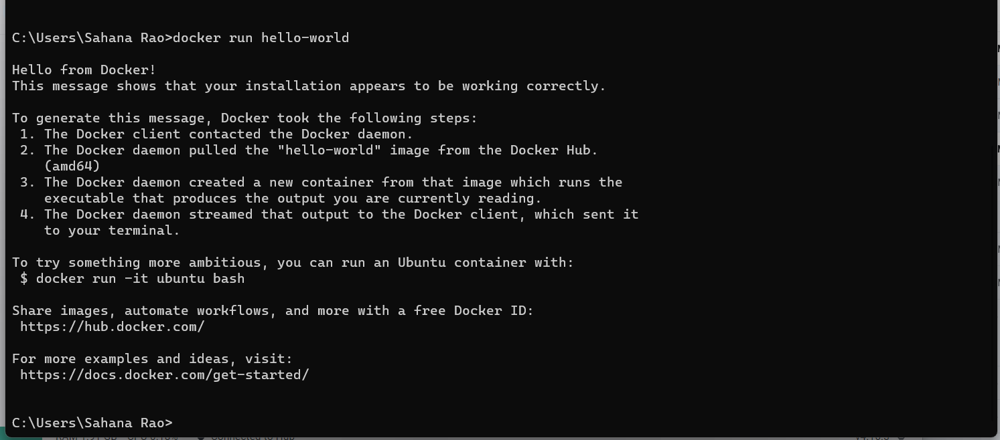 C:\Users\Sahana Rao>docker run hello-world
Hello from Docker!
This message shows that your installation appears to be working correctly.
To generate this message, Docker took the following steps:
1. The Docker client contacted the Docker daemon.
2. The Docker daemon pulled the "hello-world" image from the Docker Hub.
(amd64)
3. The Docker daemon created a new container from that image which runs the
executable that produces the output you are currently reading.
4. The Docker daemon streamed that output to the Docker client, which sent it
to your terminal.
To try something more ambitious, you can run an Ubuntu container with:
$ docker run -it ubuntu bash
Share images, automate workflows, and more with a free Docker ID:
https://hub.docker.com/
For more examples and ideas, visit:
https://docs.docker.com/get-started/
C:\Users\Sahana Rao>
Connected to Hub